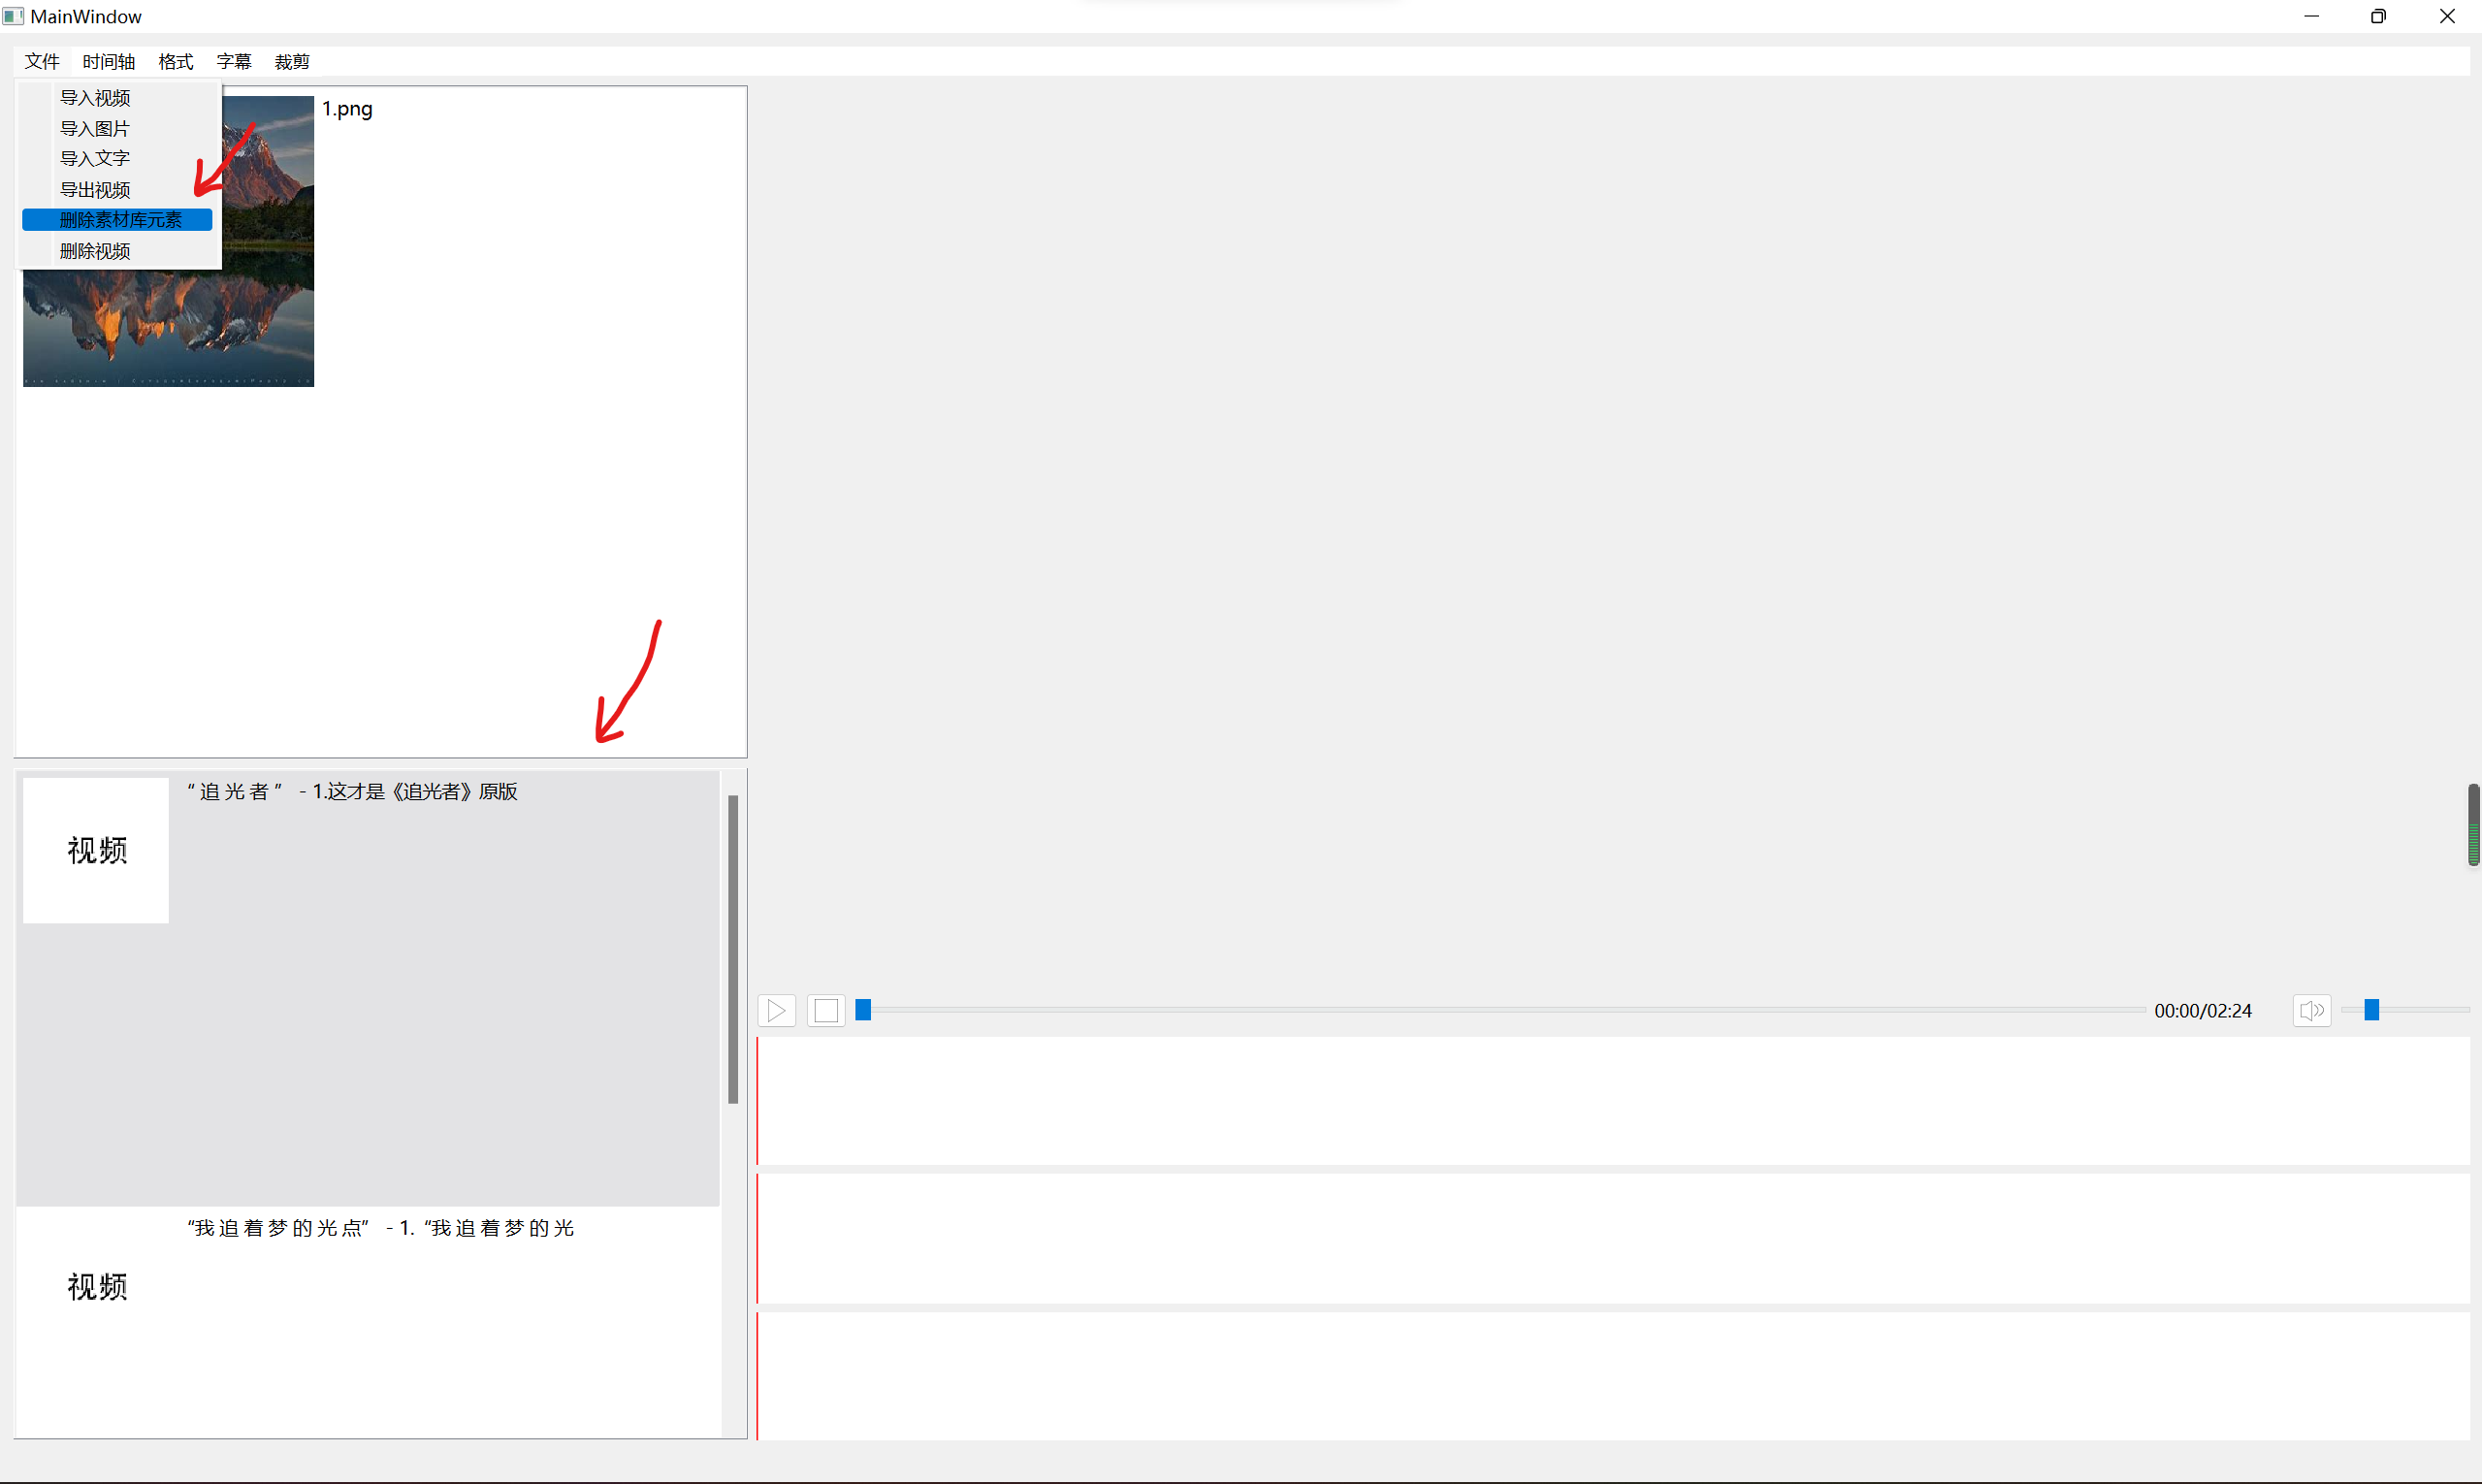 MainWindow
文件 时间轴 格式 字幕 裁剪
导入视频
导入图片
导入文字
导出视频
删除素材库元素
删除视频
1.png
“ 追 光 者 ” - 1.这才是《追光者》原版
视频
“我 追 着 梦 的 光 点” - 1. “我 追 着 梦 的 光
视频
00:00/02:24